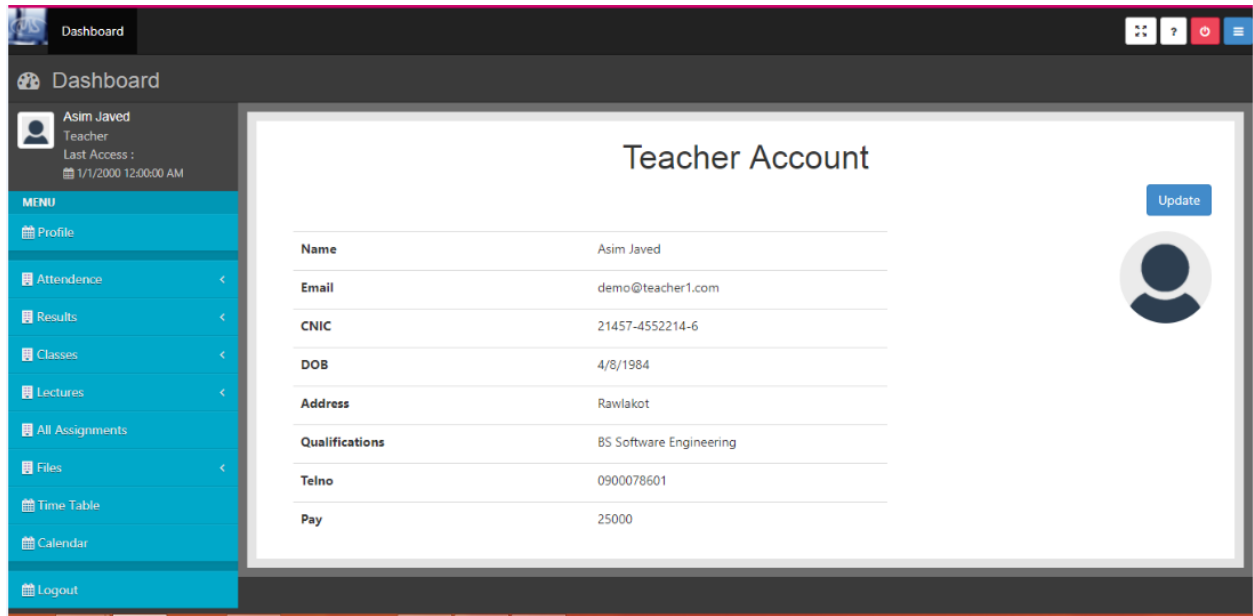 Dashboard
?
Dashboard
Asim Javed
Teacher
Last Access :
1/1/2000 12:00:00 AM
MENU
Profile
Attendence
Results
Classes
Lectures
All Assignments
Files
Time Table
Calendar
Logout
Teacher Account
Update
Name Asim Javed
Email demo@teacher1.com
CNIC 21457-4552214-6
DOB 4/8/1984
Address Rawlakot
Qualifications BS Software Engineering
Telno 0900078601
Pay 25000